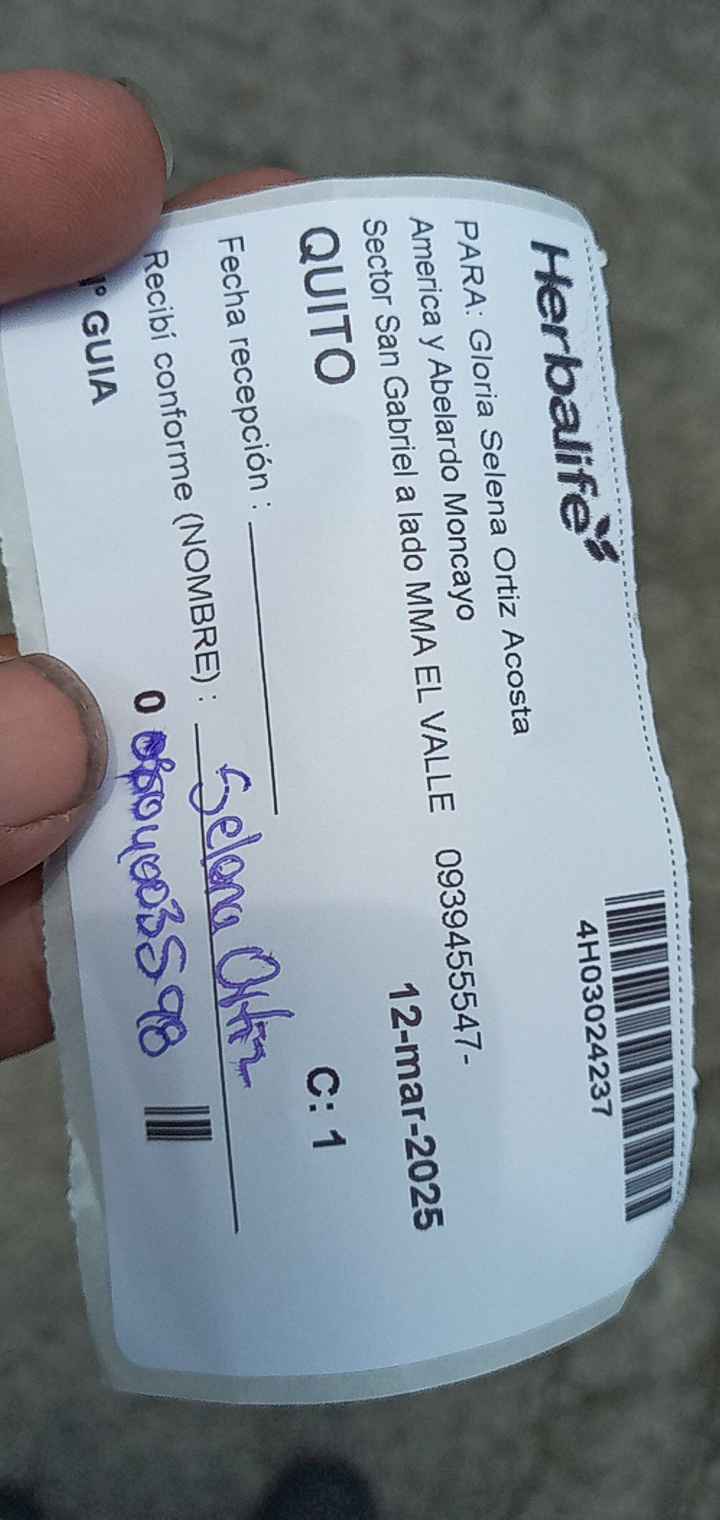 Herbalife
4H03024237
PARA: Gloria Selena Ortiz Acosta
America y Abelardo Moncayo
Sector San Gabriel a lado MMA EL VALLE 0939455547-
12-mar-2025
QUITO C: 1
Fecha recepción :
Recibí conforme (NOMBRE) : Selena Ortiz
GUIA 0